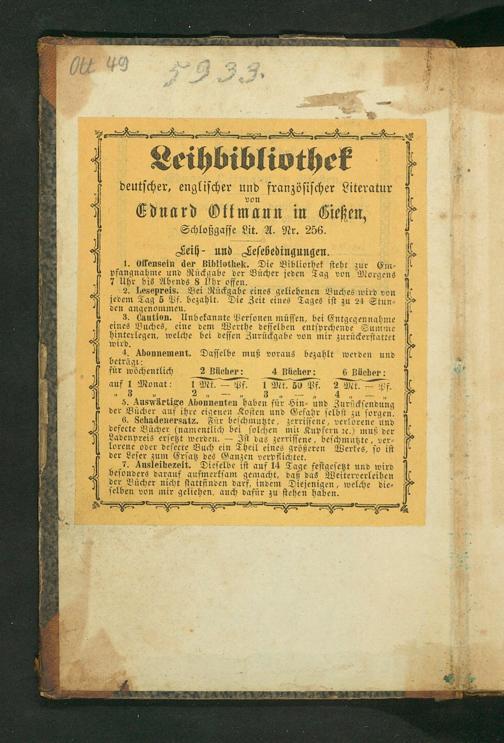 Ott 49
5933.
Leihbibliothek
deutscher, englischer und französischer Literatur
von
Eduard Ottmann in Gießen,
Schloßgasse Lit. A. Nr. 256.
Leih- und Lesebedingungen.
1. Offensein der Bibliothek. Die Bibliothek steht zur Em-
pfangnahme und Rückgabe der Bücher jeden Tag von Morgens
7 Uhr bis Abends 8 Uhr offen.
2. Lesepreis. Bei Rückgabe eines geliehenen Buches wird von
jedem Tag 5 Pf. bezahlt. Die Zeit eines Tages ist zu 24 Stun-
den angenommen.
3. Caution. Unbekannte Personen müssen, bei Entgegennahme
eines Buches, eine dem Werthe desselben entsprchende Summe
hinterlegen, welche bei dessen Zurückgabe von mir zurückerstattet
wird.
4. Abonnement. Dasselbe muß voraus bezahlt werden und
beträgt:
für wöchentlich 2 Bücher: 4 Bücher: 6 Bücher:
auf 1 Monat: 1 Mt. — Pf. 1 Mt. 50 Pf. 2 Mt. — Pf.
„ 3 „ 2 „ — „ 3 „ — „ 4 „ — „
5. Auswärtige Abonnenten haben für Hin- und Zurücksendung
der Bücher auf ihre eigenen Kosten und Gefahr selbst zu sorgen.
6. Schadenersatz. Für beschmutzte, zerrissene, verlorene und
defecte Bücher (namentlich bei solchen mit Kupfern ꝛc.) muß der
Ladenpreis ersetzt werden. — Ist das zerrissene, beschmutzte, ver-
lorene oder defecte Buch ein Theil eines größeren Werkes, so ist
der Leser zum Ersatz des Ganzen verpflichtet.
7. Ausleihezeit. Dieselbe ist auf 14 Tage festgesetzt und wird
besonders darauf aufmerksam gemacht, daß das Weiterverleihen
der Bücher nicht stattfinden darf, indem Diejenigen, welche die-
selben von mir geliehen, auch dafür zu stehen haben.